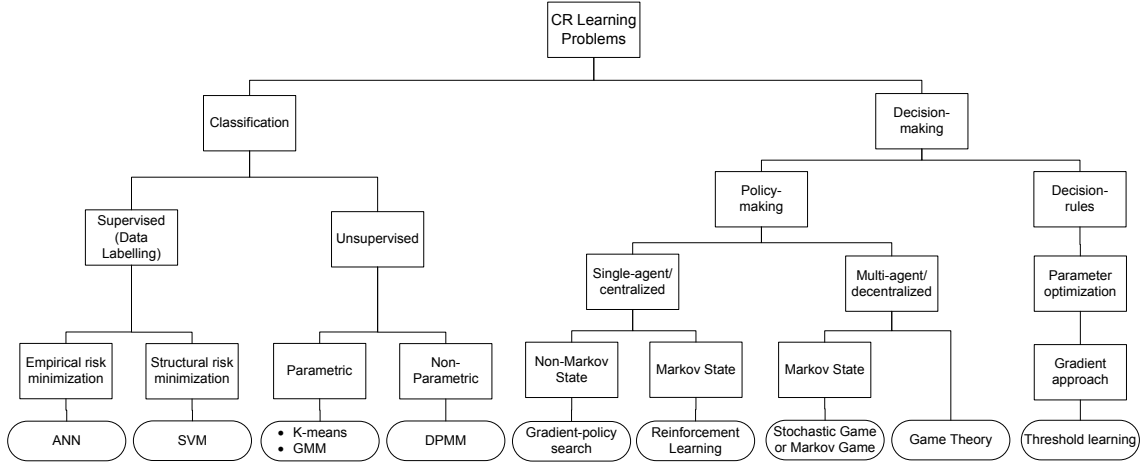 CR Learning
Problems
Classification
Decision-
making
Policy-
making
Decision-
rules
Supervised
(Data
Labelling)
Unsupervised
Single-agent/
centralized
Multi-agent/
decentralized
Parameter
optimization
Empirical risk
minimization
Structural risk
minimization
Parametric
Non-
Parametric
Non-Markov
State
Markov State
Markov State
Gradient
approach
ANN
SVM
• K-means
• GMM
DPMM
Gradient-policy
search
Reinforcement
Learning
Stochastic Game
or Markov Game
Game Theory
Threshold learning